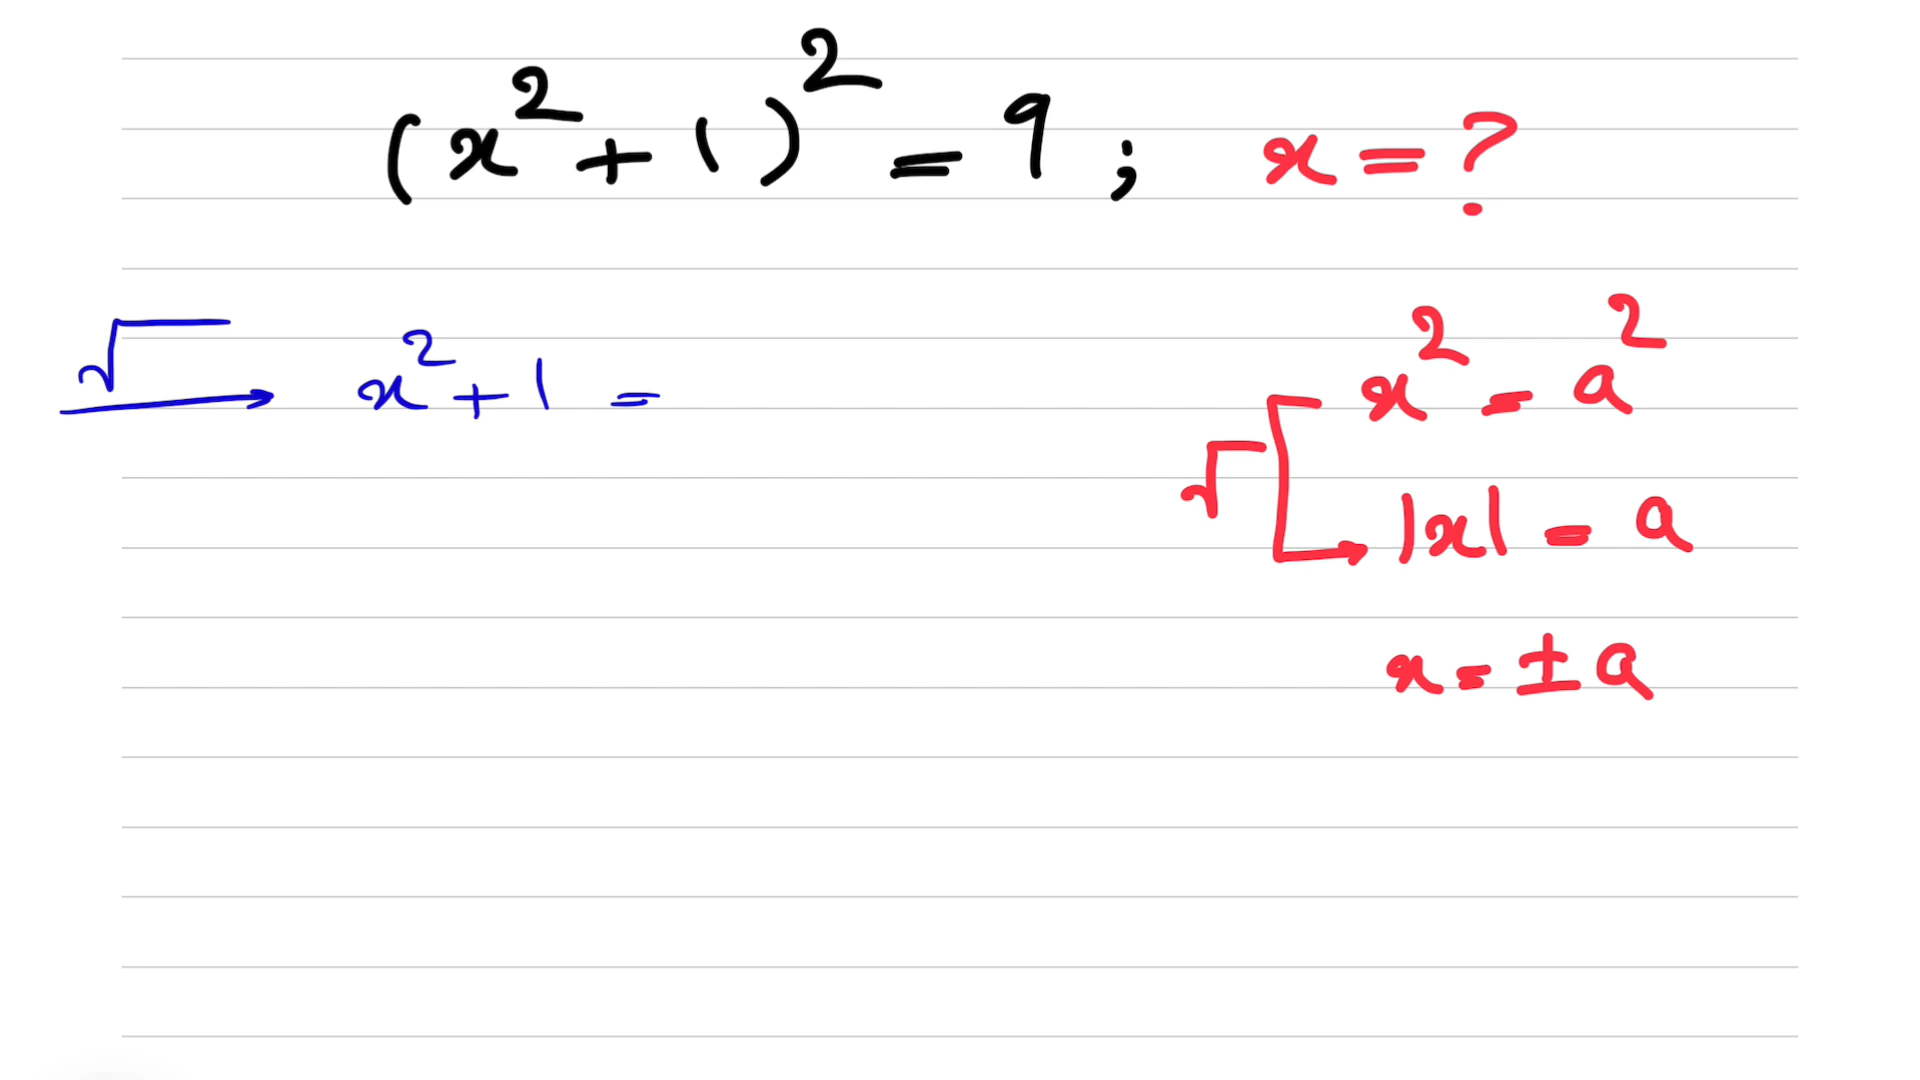 (x²+1)² = 9 ; x = ?
√ → x²+1 =
x² = a²
√ → |x| = a
x = ± a